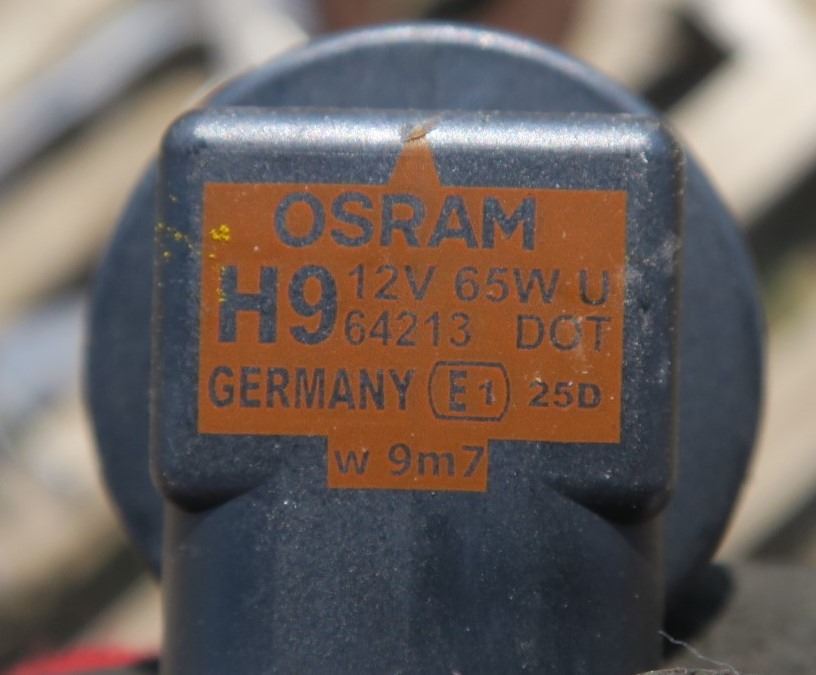 OSRAM
H9 12V 65W U
64213 DOT
GERMANY E1 25D
w 9m7